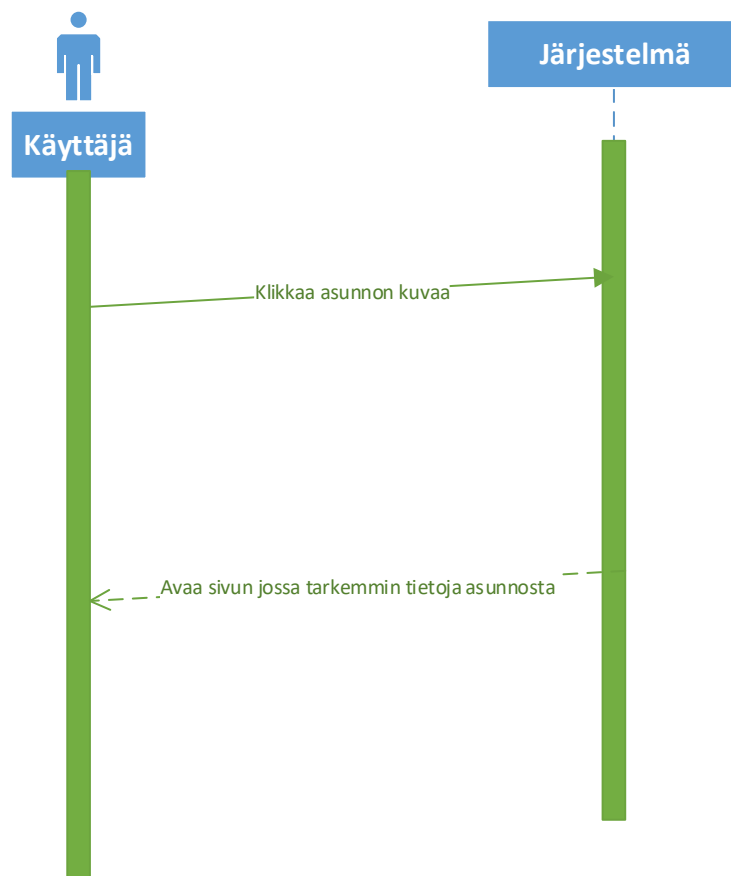 Järjestelmä
Käyttäjä
Klikkaa asunnon kuvaa
Avaa sivun jossa tarkemmin tietoja asunnosta